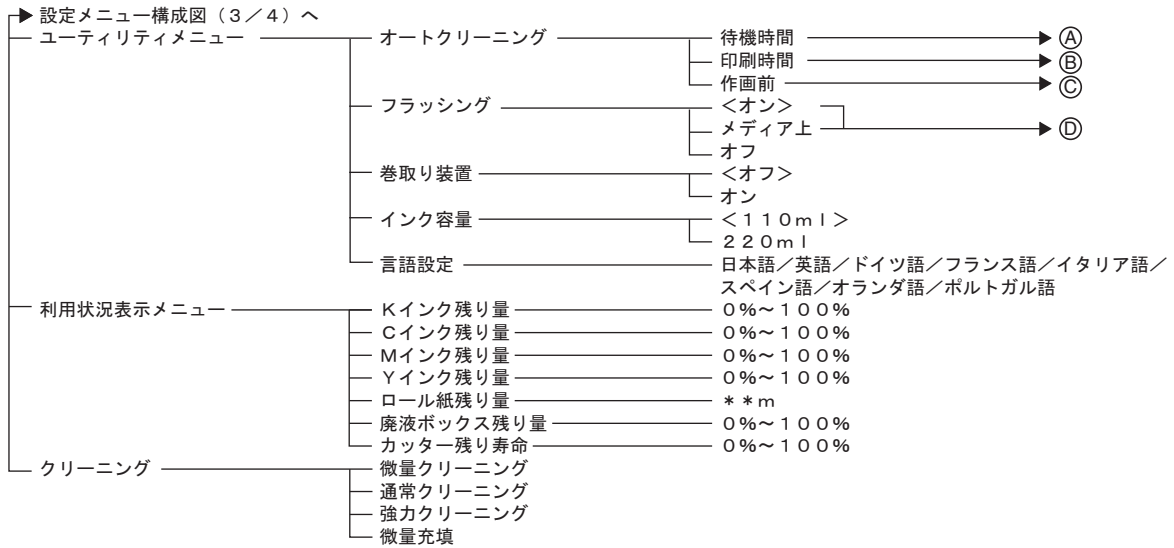 設定メニュー構成図（３／４）へ
ユーティリティメニュー オートクリーニング 待機時間 Ⓐ
印刷時間 Ⓑ
作画前 Ⓒ
フラッシング ＜オン＞
メディア上 Ⓓ
オフ
巻取り装置 ＜オフ＞
オン
インク容量 ＜１１０ｍｌ＞
２２０ｍｌ
言語設定 日本語／英語／ドイツ語／フランス語／イタリア語／
スペイン語／オランダ語／ポルトガル語
利用状況表示メニュー Ｋインク残り量 ０％～１００％
Ｃインク残り量 ０％～１００％
Ｍインク残り量 ０％～１００％
Ｙインク残り量 ０％～１００％
ロール紙残り量 ＊＊ｍ
廃液ボックス残り量 ０％～１００％
カッター残り寿命 ０％～１００％
クリーニング 微量クリーニング
通常クリーニング
強力クリーニング
微量充填